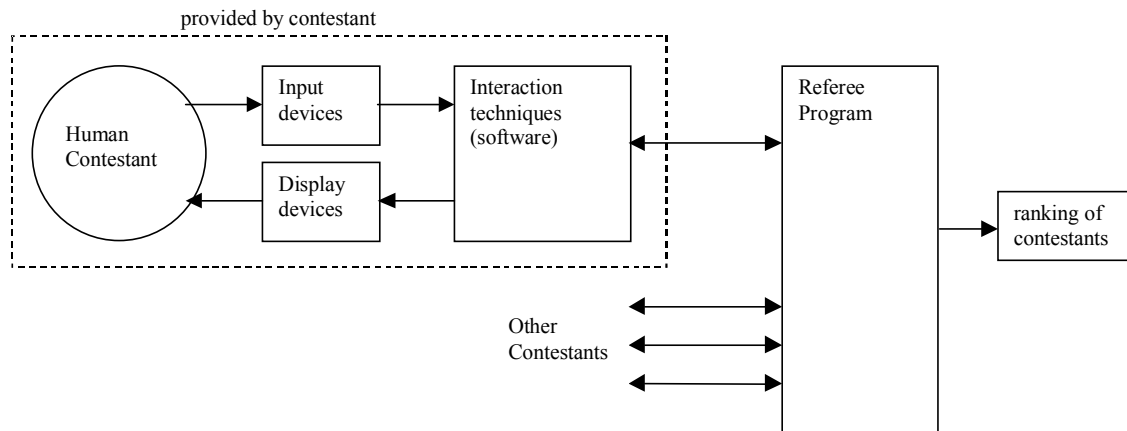 provided by contestant
Human
Contestant
Input
devices
Display
devices
Interaction
techniques
(software)
Referee
Program
ranking of
contestants
Other
Contestants